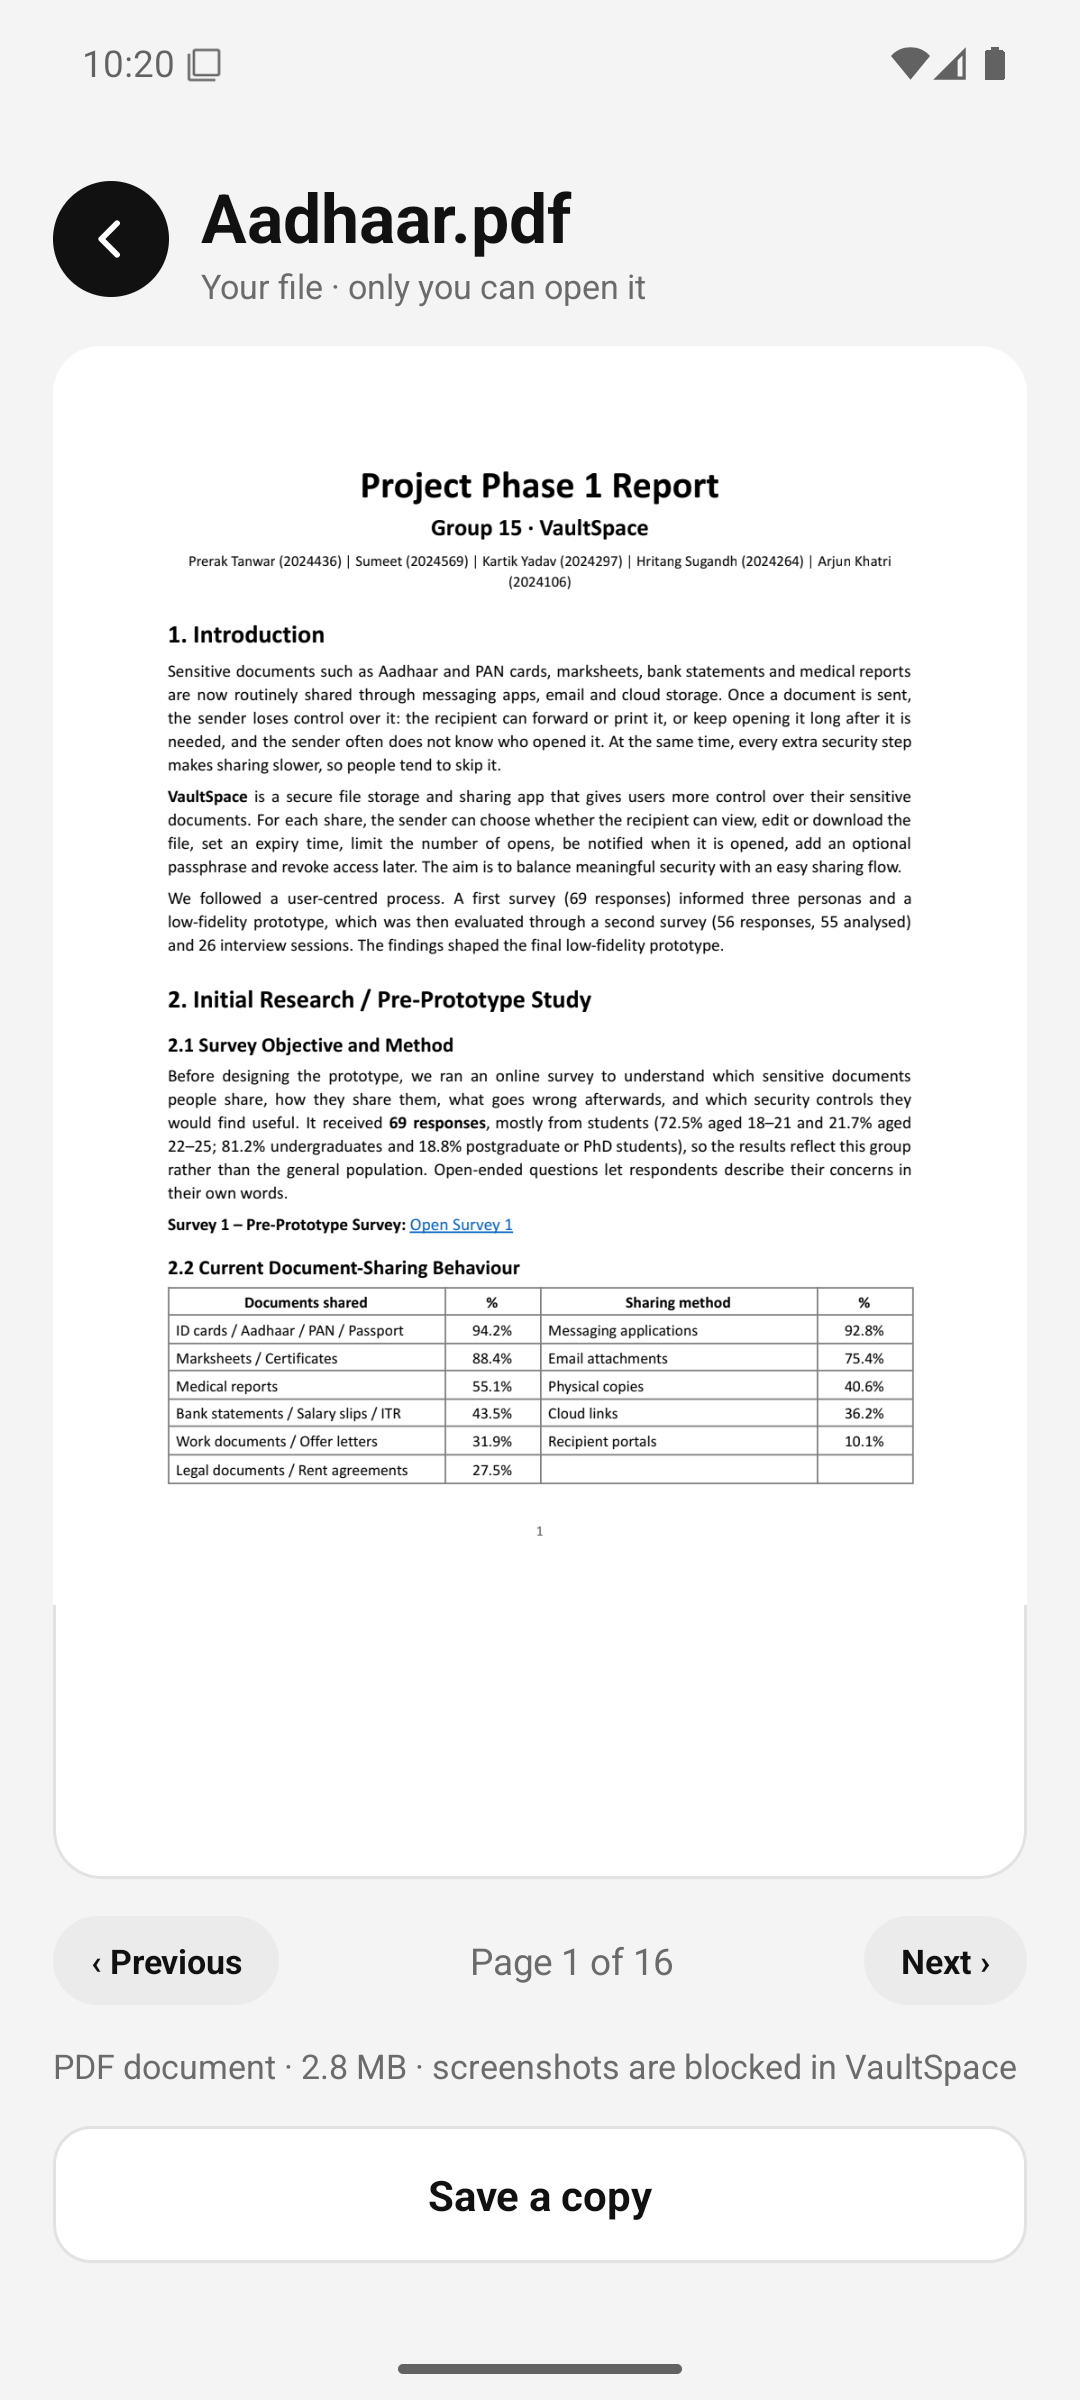 10:20
Aadhaar.pdf
Your file · only you can open it
Project Phase 1 Report
Group 15 · VaultSpace
Prerak Tanwar (2024436) | Sumeet (2024569) | Kartik Yadav (2024297) | Hritang Sugandh (2024264) | Arjun Khatri
(2024106)
1. Introduction
Sensitive documents such as Aadhaar and PAN cards, marksheets, bank statements and medical reports
are now routinely shared through messaging apps, email and cloud storage. Once a document is sent,
the sender loses control over it: the recipient can forward or print it, or keep opening it long after it is
needed, and the sender often does not know who opened it. At the same time, every extra security step
makes sharing slower, so people tend to skip it.
VaultSpace is a secure file storage and sharing app that gives users more control over their sensitive
documents. For each share, the sender can choose whether the recipient can view, edit or download the
file, set an expiry time, limit the number of opens, be notified when it is opened, add an optional
passphrase and revoke access later. The aim is to balance meaningful security with an easy sharing flow.
We followed a user-centred process. A first survey (69 responses) informed three personas and a
low-fidelity prototype, which was then evaluated through a second survey (56 responses, 55 analysed)
and 26 interview sessions. The findings shaped the final low-fidelity prototype.
2. Initial Research / Pre-Prototype Study
2.1 Survey Objective and Method
Before designing the prototype, we ran an online survey to understand which sensitive documents
people share, how they share them, what goes wrong afterwards, and which security controls they
would find useful. It received 69 responses, mostly from students (72.5% aged 18–21 and 21.7% aged
22–25; 81.2% undergraduates and 18.8% postgraduate or PhD students), so the results reflect this group
rather than the general population. Open-ended questions let respondents describe their concerns in
their own words.
Survey 1 – Pre-Prototype Survey: Open Survey 1
2.2 Current Document-Sharing Behaviour
Documents shared % Sharing method %
ID cards / Aadhaar / PAN / Passport 94.2% Messaging applications 92.8%
Marksheets / Certificates 88.4% Email attachments 75.4%
Medical reports 55.1% Physical copies 40.6%
Bank statements / Salary slips / ITR 43.5% Cloud links 36.2%
Work documents / Offer letters 31.9% Recipient portals 10.1%
Legal documents / Rent agreements 27.5%
1
‹ Previous
Page 1 of 16
Next ›
PDF document · 2.8 MB · screenshots are blocked in VaultSpace
Save a copy